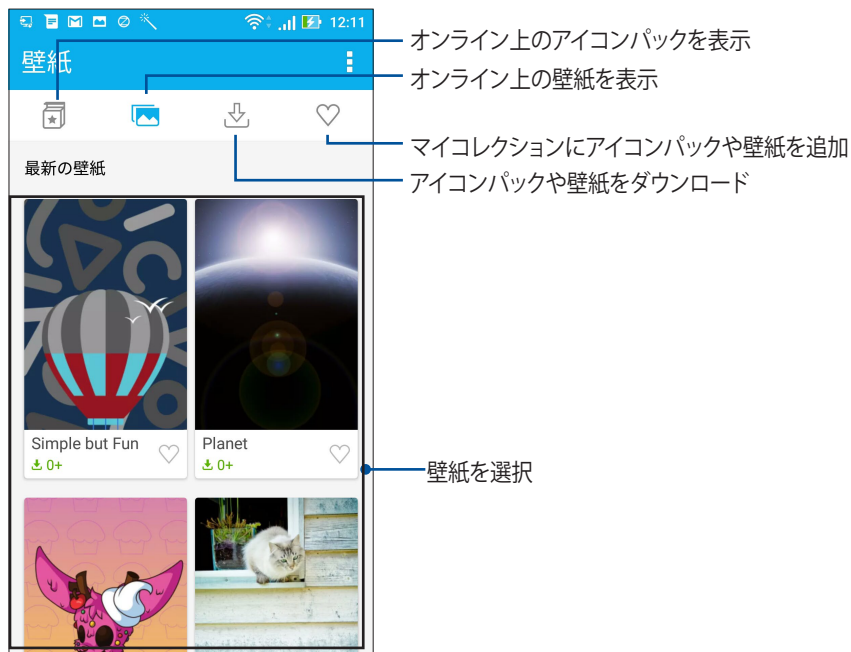 12:11
壁紙
最新の壁紙
Simple but Fun
0+
Planet
0+
オンライン上のアイコンパックを表示
オンライン上の壁紙を表示
マイコレクションにアイコンパックや壁紙を追加
アイコンパックや壁紙をダウンロード
壁紙を選択